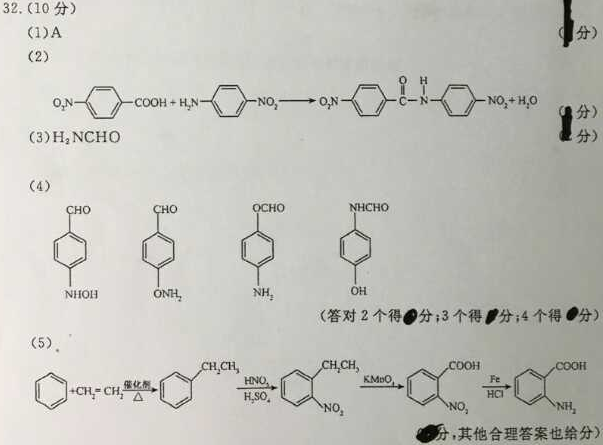 32.(10分)
(1)A
分)
(2)
O₂N-COOH+H₂N-NO₂→O₂N-C(O)-N(H)-NO₂+H₂O
分)
(3)H₂NCHO
分)
(4)
CHO CHO OCHO NHCHO
NHOH ONH₂ NH₂ OH
(答对2个得分;3个得分;4个得分)
(5)、
+CH₂=CH₂ 催化剂 △ CH₂CH₃ HNO₃ H₂SO₄ CH₂CH₃ NO₂ KMnO₄ COOH NO₂ Fe HCl COOH NH₂
分,其他合理答案也给分)